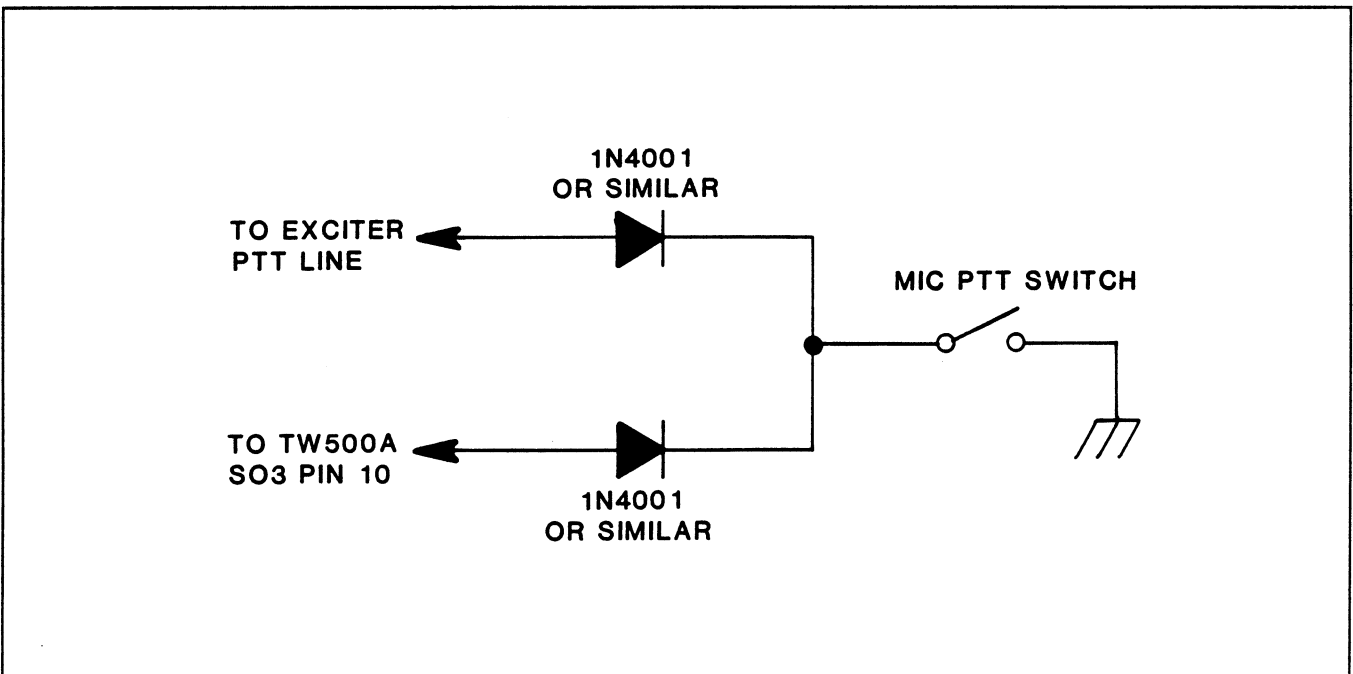 1N4001
OR SIMILAR
TO EXCITER
PTT LINE
MIC PTT SWITCH
TO TW500A
SO3 PIN 10
1N4001
OR SIMILAR